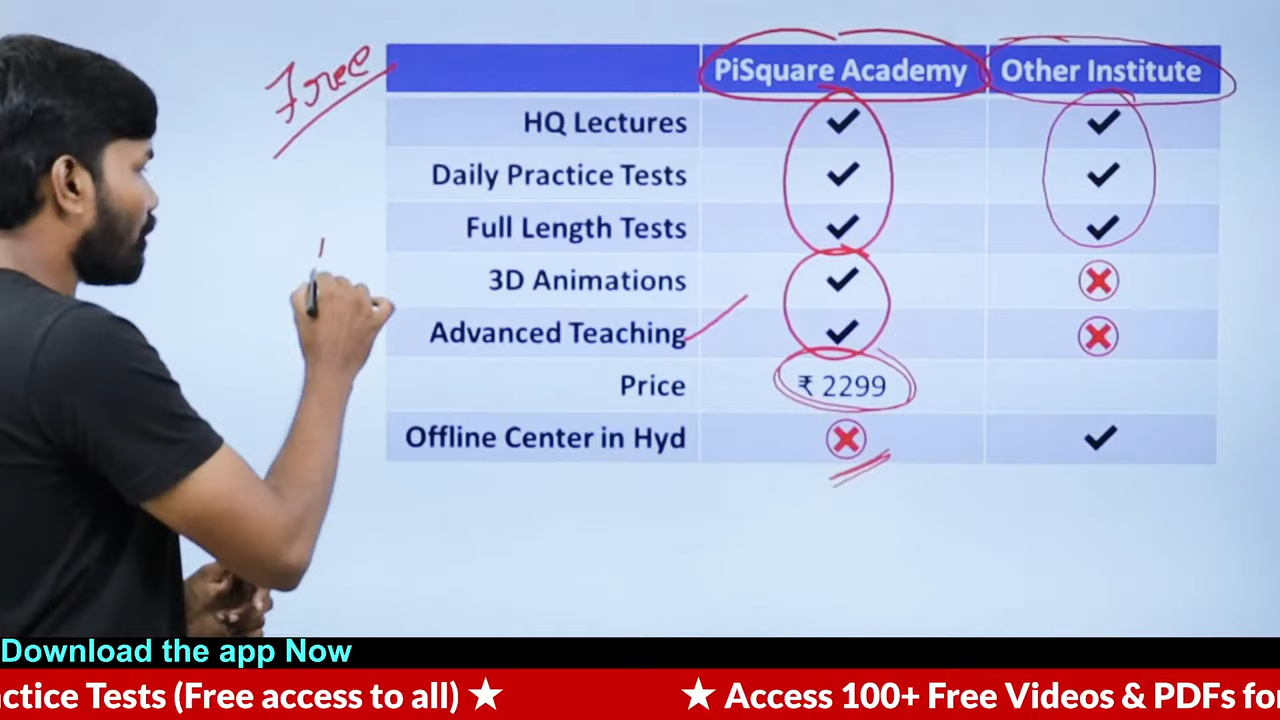 Free
PiSquare Academy Other Institute
HQ Lectures
Daily Practice Tests
Full Length Tests
3D Animations
Advanced Teaching
Price ₹ 2299
Offline Center in Hyd
Download the app Now
actice Tests (Free access to all) ★ ★ Access 100+ Free Videos & PDFs for